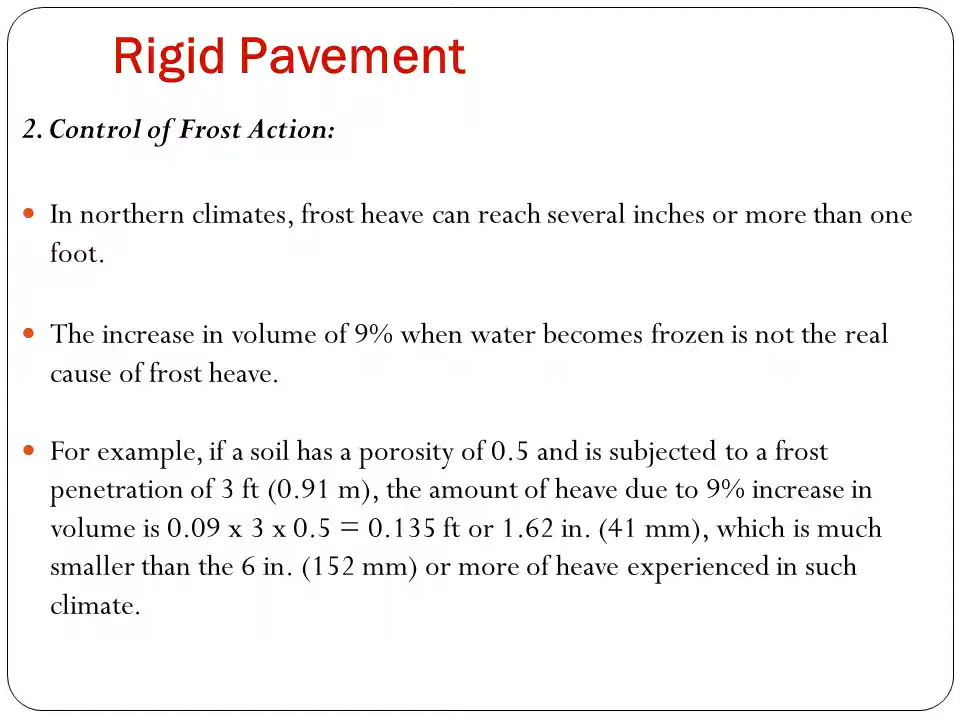 Rigid Pavement
2. Control of Frost Action:
• In northern climates, frost heave can reach several inches or more than one
foot.
• The increase in volume of 9% when water becomes frozen is not the real
cause of frost heave.
• For example, if a soil has a porosity of 0.5 and is subjected to a frost
penetration of 3 ft (0.91 m), the amount of heave due to 9% increase in
volume is 0.09 x 3 x 0.5 = 0.135 ft or 1.62 in. (41 mm), which is much
smaller than the 6 in. (152 mm) or more of heave experienced in such
climate.